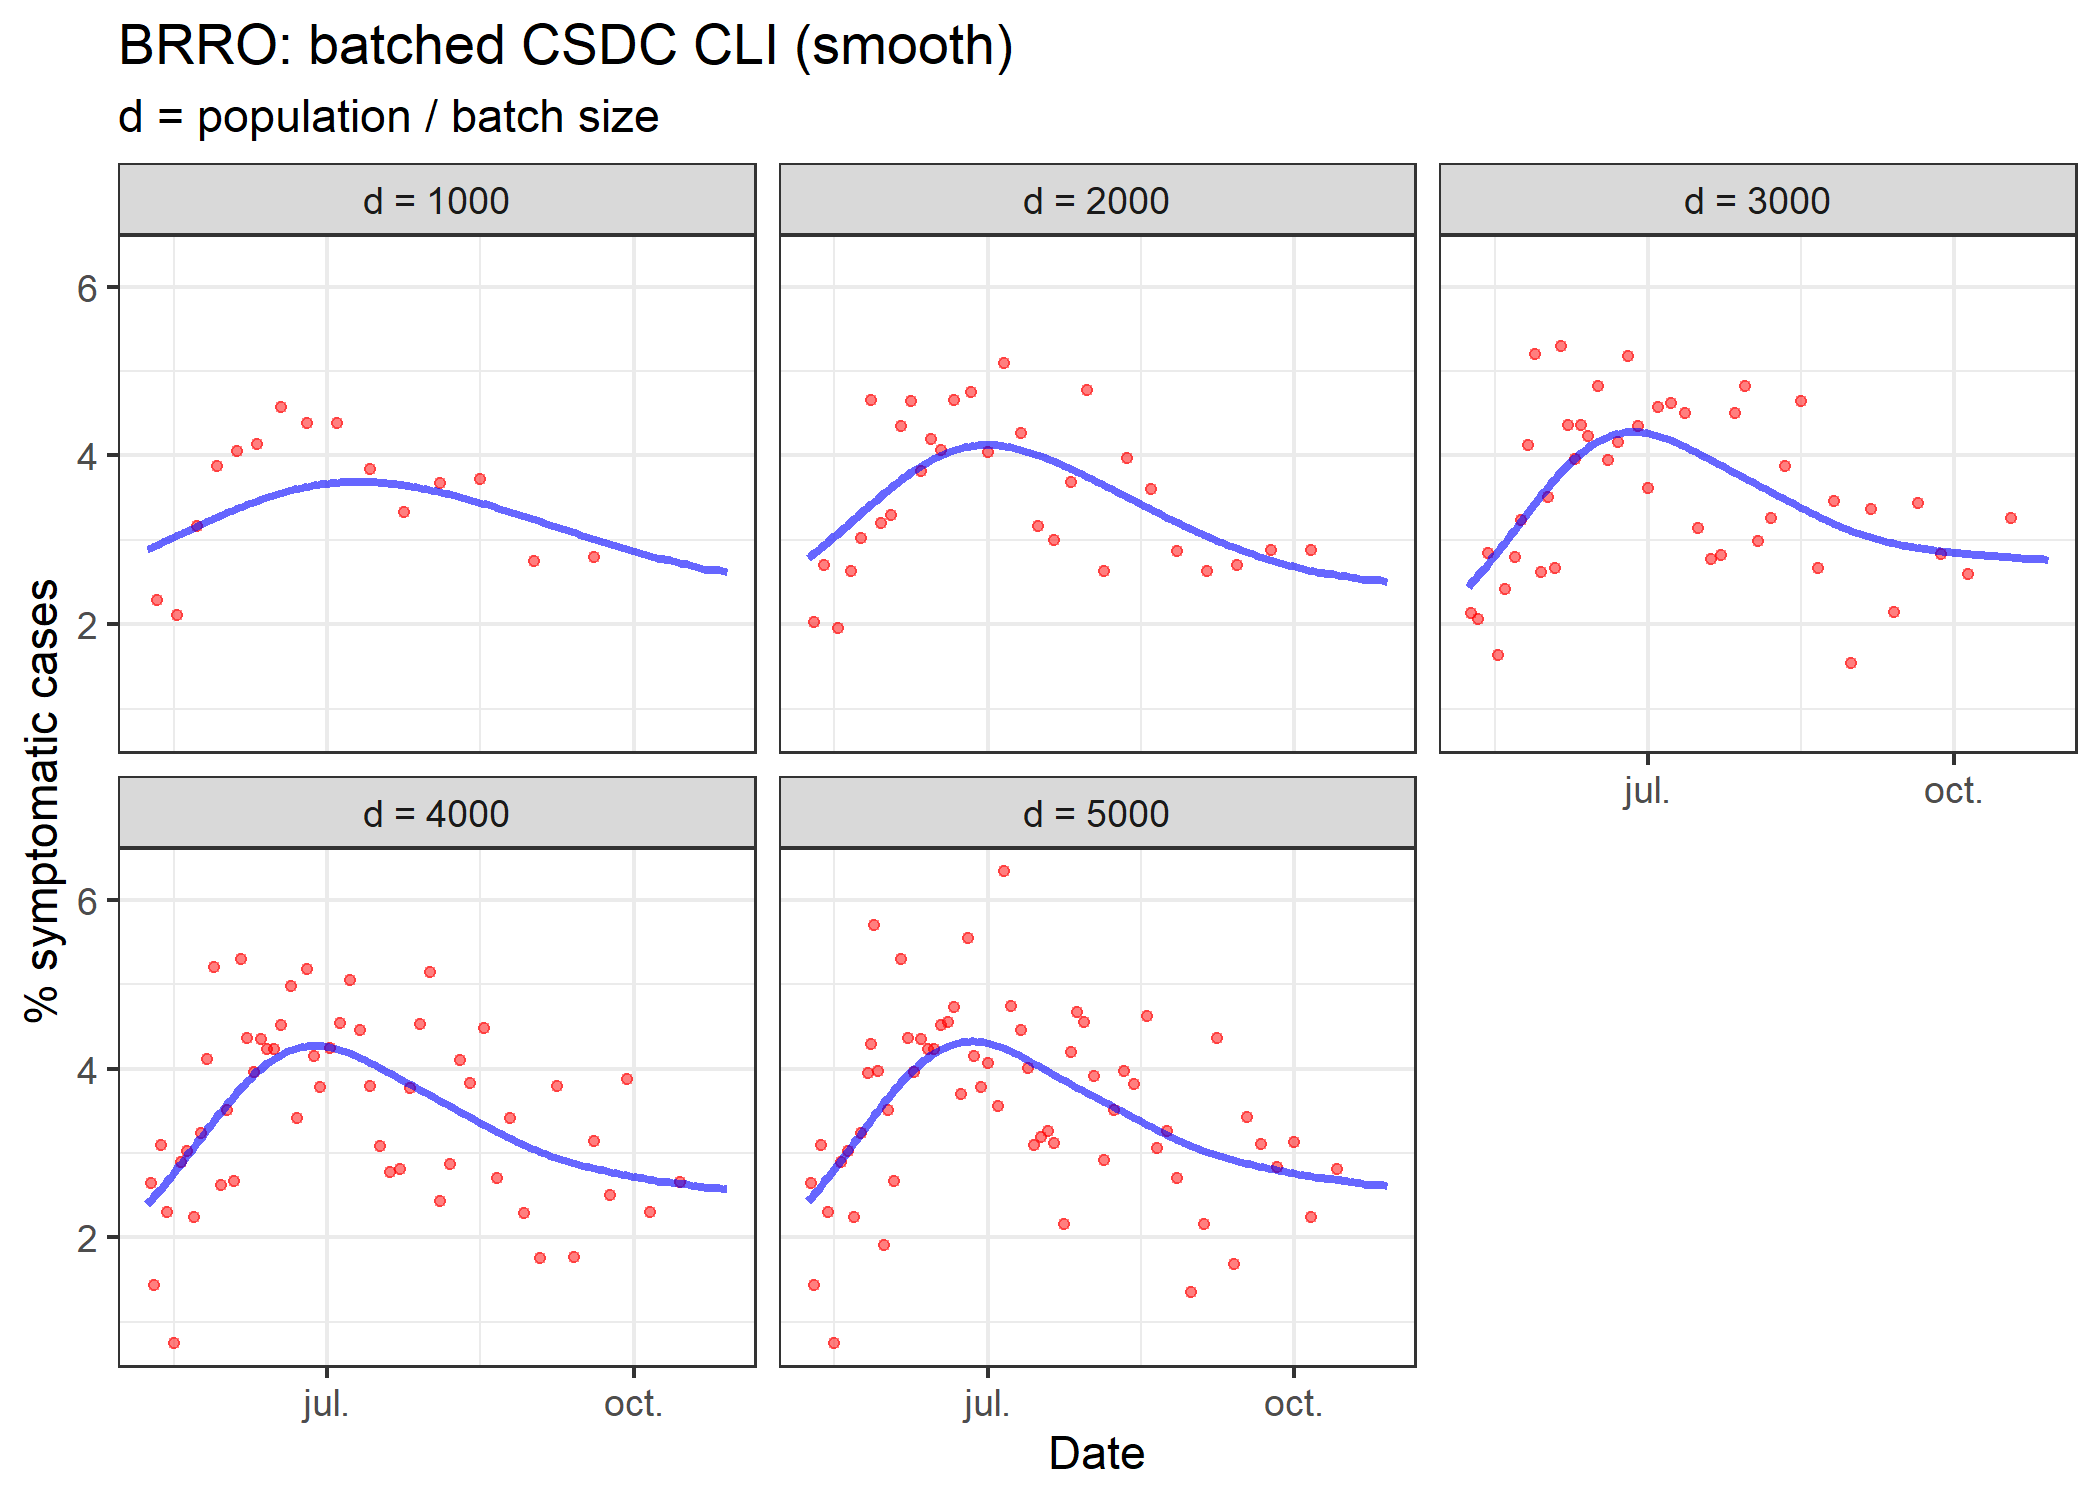 BRRO: batched CSDC CLI (smooth)
d = population / batch size
d = 1000
d = 2000
d = 3000
6
4
2
jul.
oct.
d = 4000
d = 5000
6
4
2
jul.
oct.
jul.
oct.
% symptomatic cases
Date